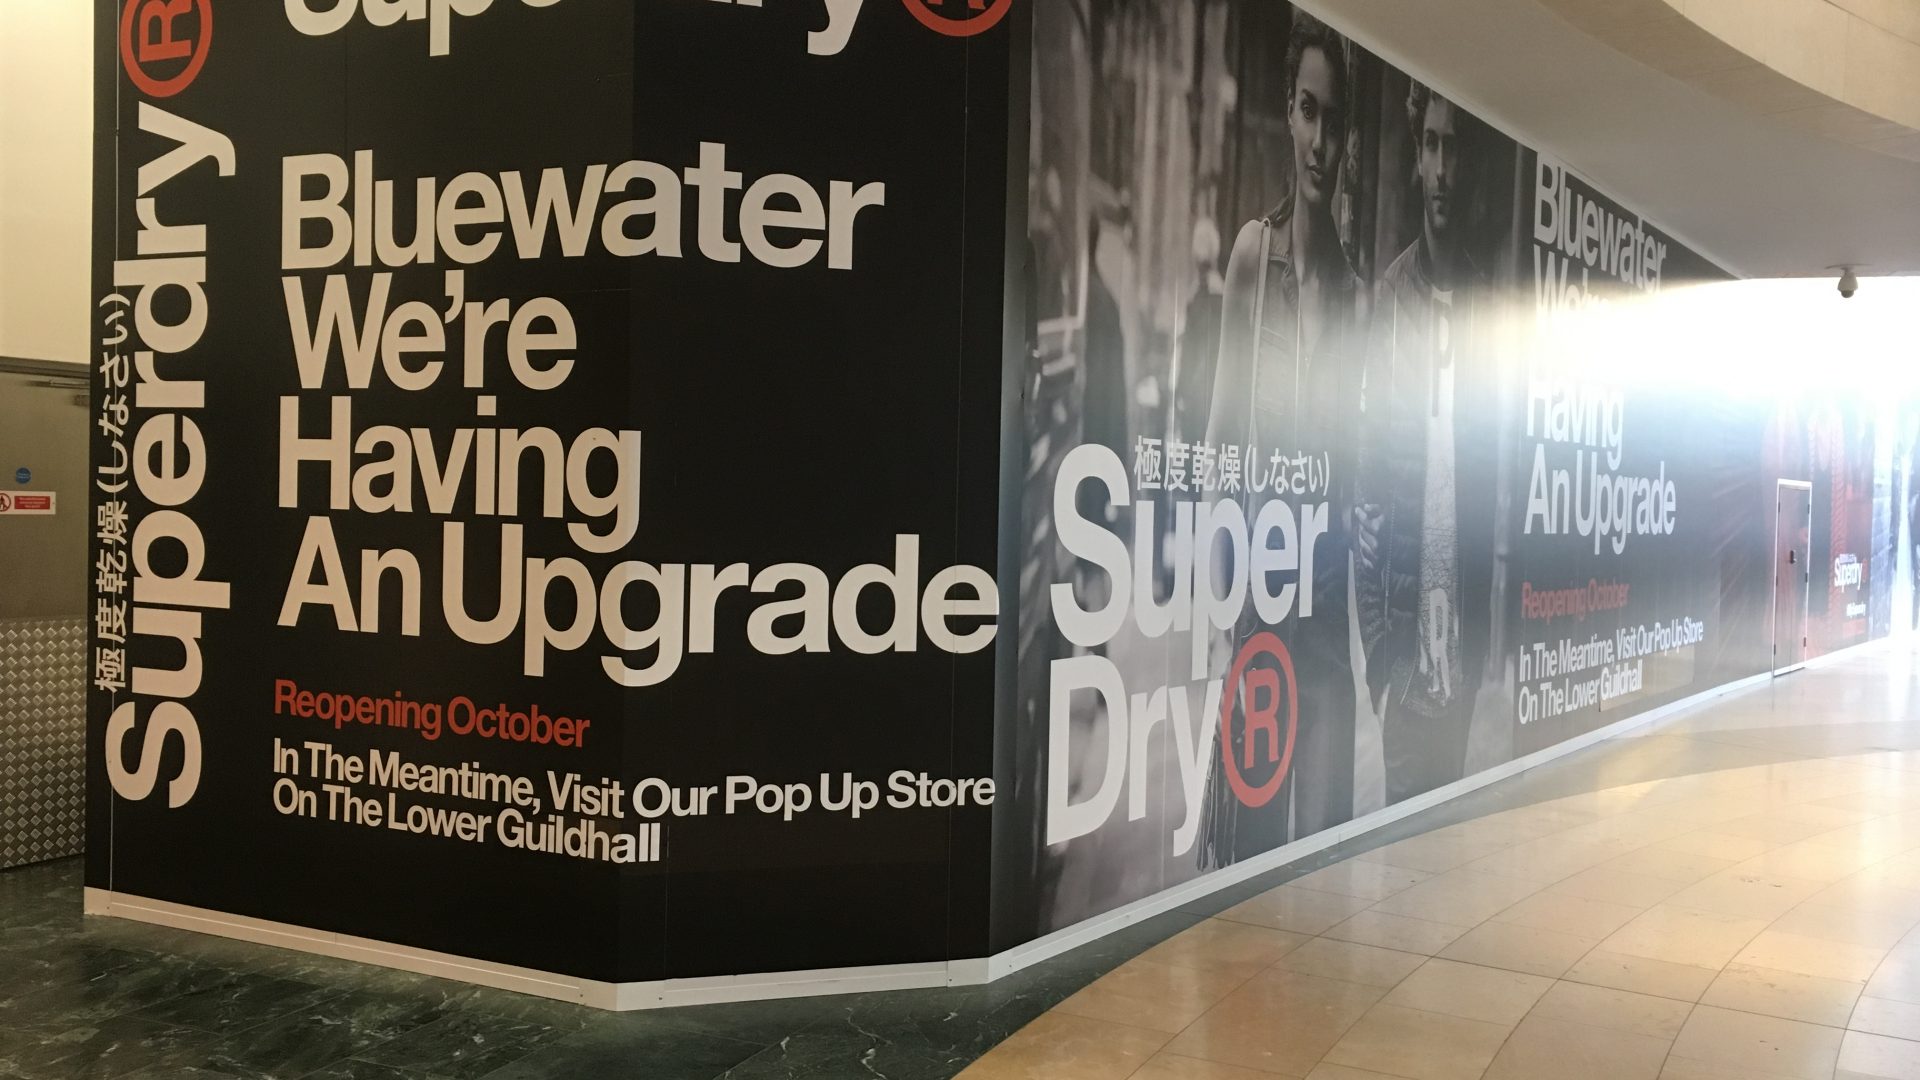 Superdry®
極度乾燥(しなさい)
Superdry®
Bluewater
We're
Having
An Upgrade
Reopening October
In The Meantime, Visit Our Pop Up Store
On The Lower Guildhall
極度乾燥(しなさい)
Super
Dry®
Bluewater
We're
Having
An Upgrade
Reopening October
In The Meantime, Visit Our Pop Up Store
On The Lower Guildhall
Superdry